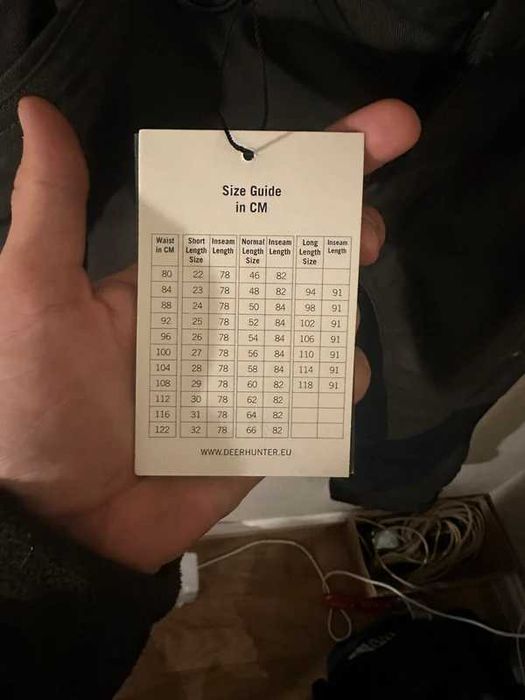 Size Guide
in CM
Waist in CM Short Length Size Inseam Length Normal Length Size Inseam Length Long Length Size Inseam Length
80 22 78 46 82
84 23 78 48 82 94 91
88 24 78 50 84 98 91
92 25 78 52 84 102 91
96 26 78 54 84 106 91
100 27 78 56 84 110 91
104 28 78 58 84 114 91
108 29 78 60 82 118 91
112 30 78 62 82
116 31 78 64 82
122 32 78 66 82
WWW.DEERHUNTER.EU